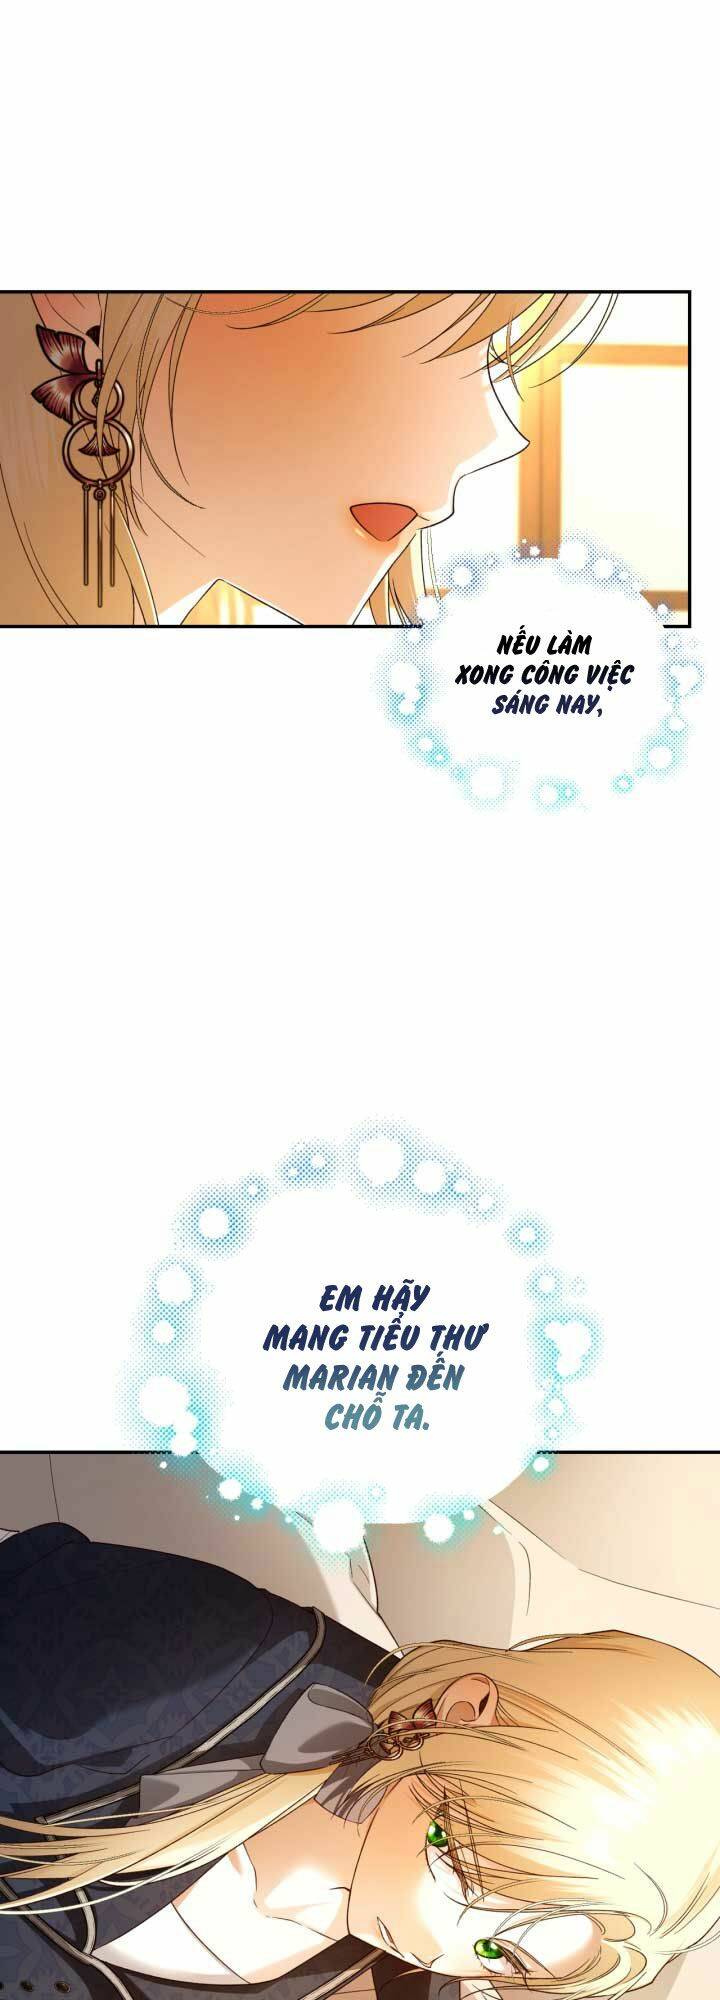 NẾU LÀM
XONG CÔNG VIỆC
SÁNG NAY,
EM HÃY
MANG TIỂU THƯ
MARIAN ĐẾN
CHỖ TA.